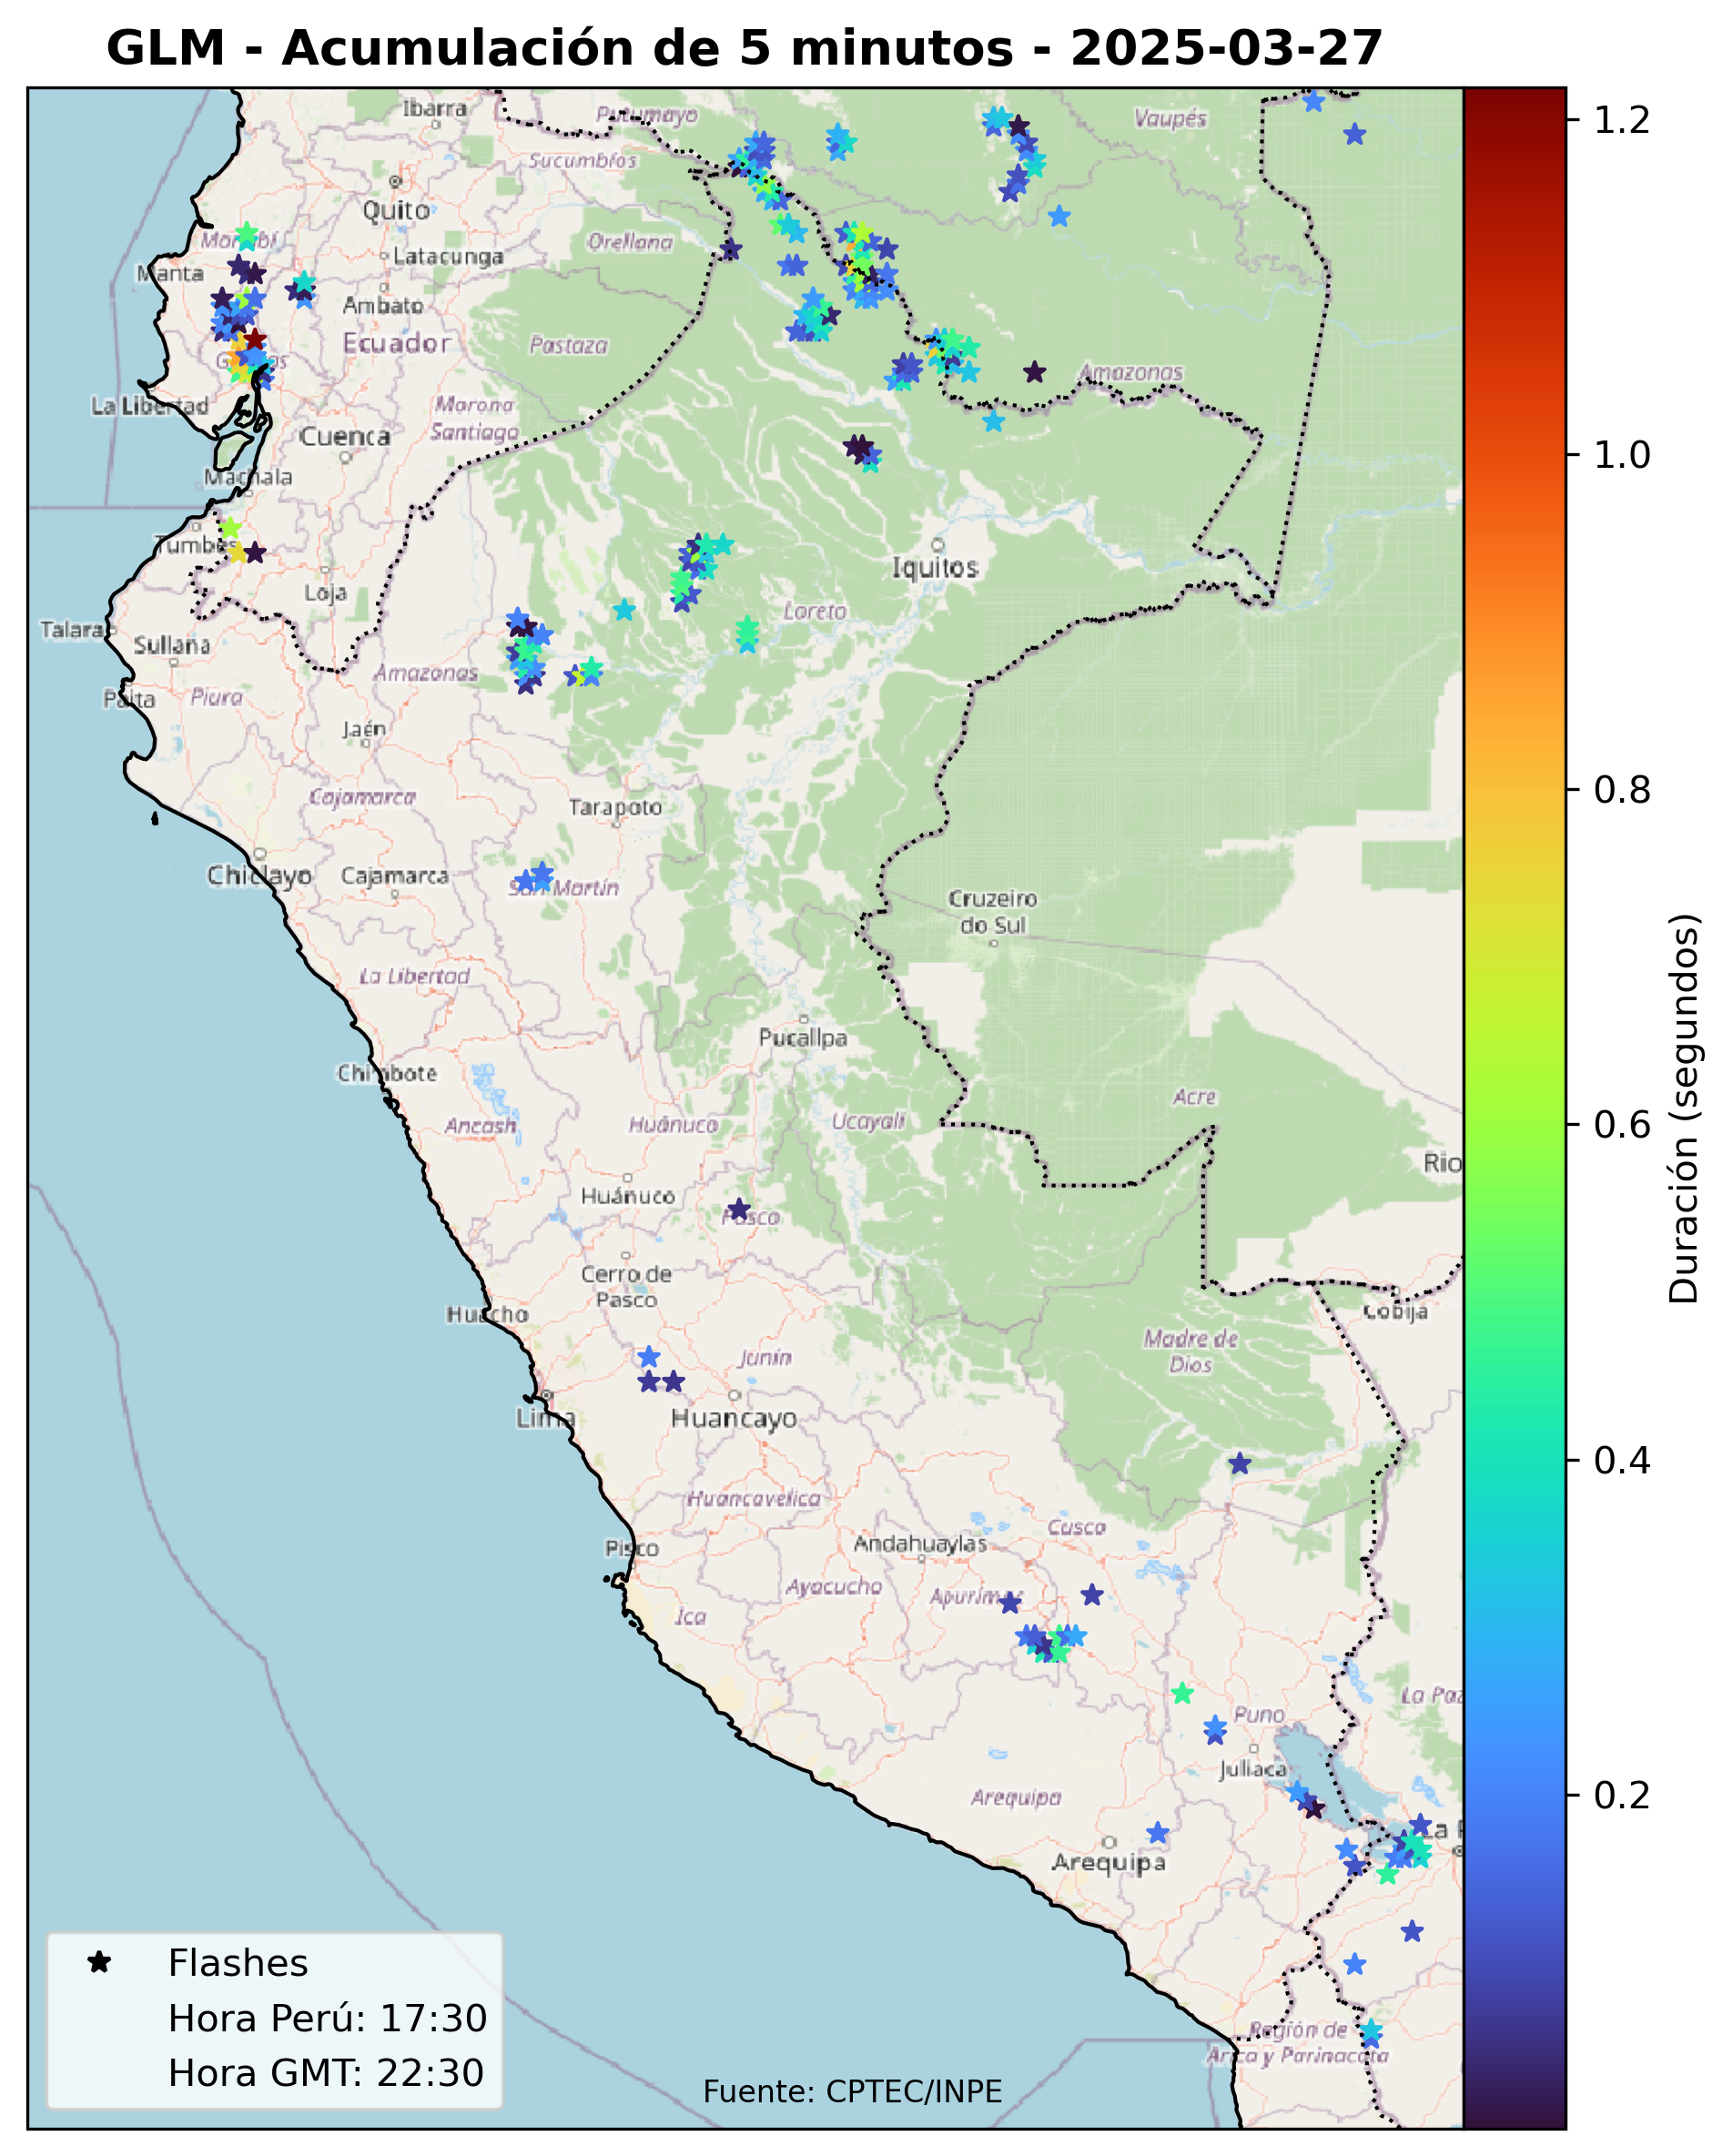 GLM - Acumulación de 5 minutos - 2025-03-27
Ibarra
Putumayo
Vaupés
Sucumbíos
Quito
Orellana
Manabí
Latacunga
Manta
Ambato
Ecuador
Pastaza
Guayas
Amazonas
La Libertad
Morona
Santiago
Cuenca
Machala
Tumbes
Iquitos
Loja
Loreto
Talara
Sullana
Amazonas
Paita
Piura
Jaén
Cajamarca
Tarapoto
Chiclayo
Cajamarca
San Martín
Cruzeiro
do Sul
La Libertad
Pucallpa
Chimbote
Acre
Ancash
Huánuco
Ucayali
Rio
Huánuco
Pasco
Cerro de
Pasco
Huacho
Cobija
Madre de
Dios
Junín
Lima
Huancayo
Huancavelica
Cusco
Andahuaylas
Pisco
Ayacucho
Apurímac
Ica
La Paz
Puno
Juliaca
Arequipa
La P
Arequipa
Región de
Arica y Parinacota
Flashes
Hora Perú: 17:30
Hora GMT: 22:30
Fuente: CPTEC/INPE
1.2
1.0
0.8
0.6
0.4
0.2
Duración (segundos)